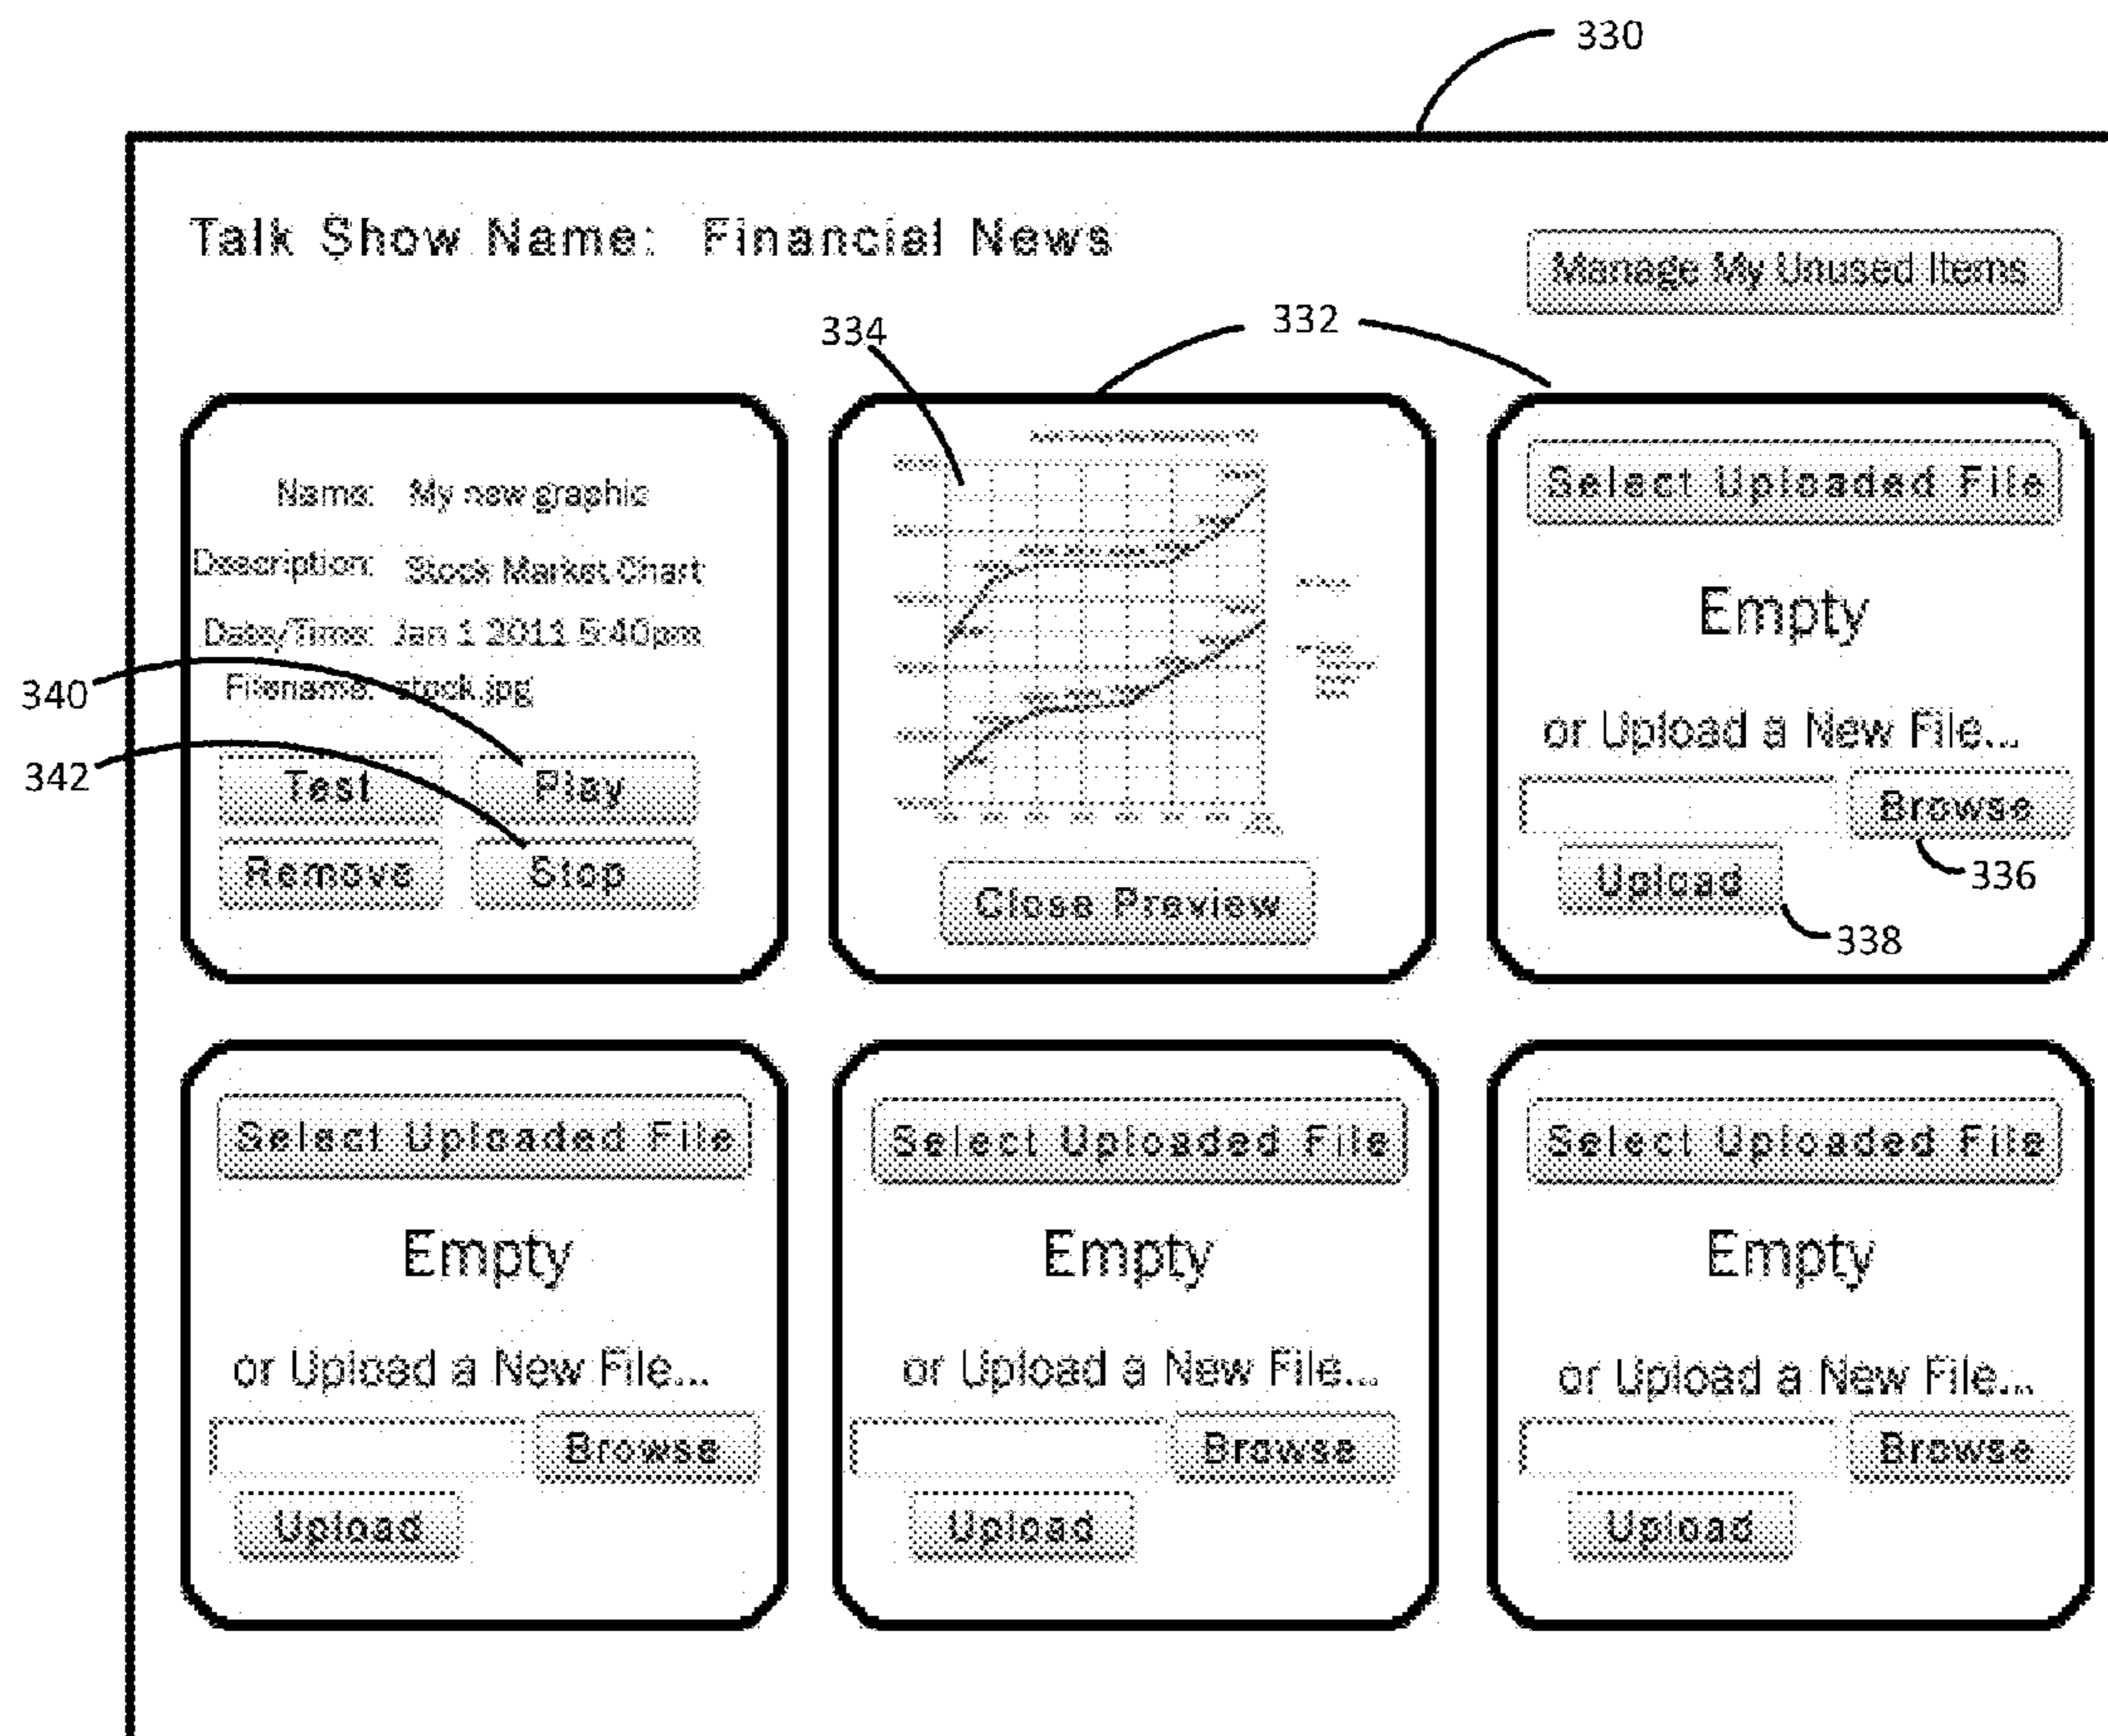 330
Talk Show Name: Financial News
Manage My Unused Items
334
332
Name: My new graphic
Description: Stock Market Chart
Date/Time: Jan 1 2011 5:40pm
Filename: stock.jpg
340
342
Test
Play
Remove
Stop
Close Preview
Select Uploaded File
Empty
or Upload a New File...
Browse
Upload
336
338
Select Uploaded File
Empty
or Upload a New File...
Browse
Upload
Select Uploaded File
Empty
or Upload a New File...
Browse
Upload
Select Uploaded File
Empty
or Upload a New File...
Browse
Upload